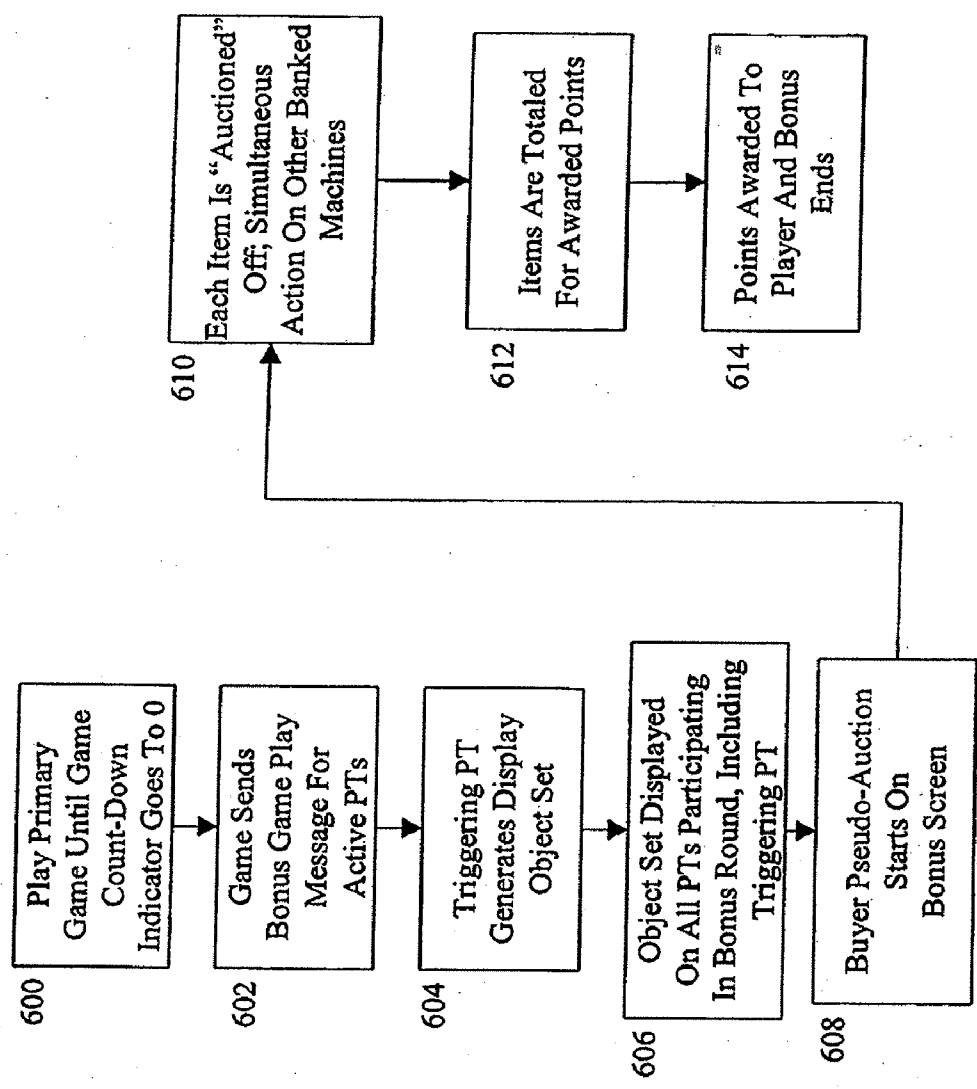 600
Play Primary
Game Until Game
Count-Down
Indicator Goes To 0
602
Game Sends
Bonus Game Play
Message For
Active PTs
604
Triggering PT
Generates Display
Object Set
606
Object Set Displayed
On All PTs Participating
In Bonus Round, Including
Triggering PT
608
Buyer Pseudo-Auction
Starts On
Bonus Screen
610
Each Item Is “Auctioned”
Off; Simultaneous
Action On Other Banked
Machines
612
Items Are Totaled
For Awarded Points
614
Points Awarded To
Player And Bonus
Ends